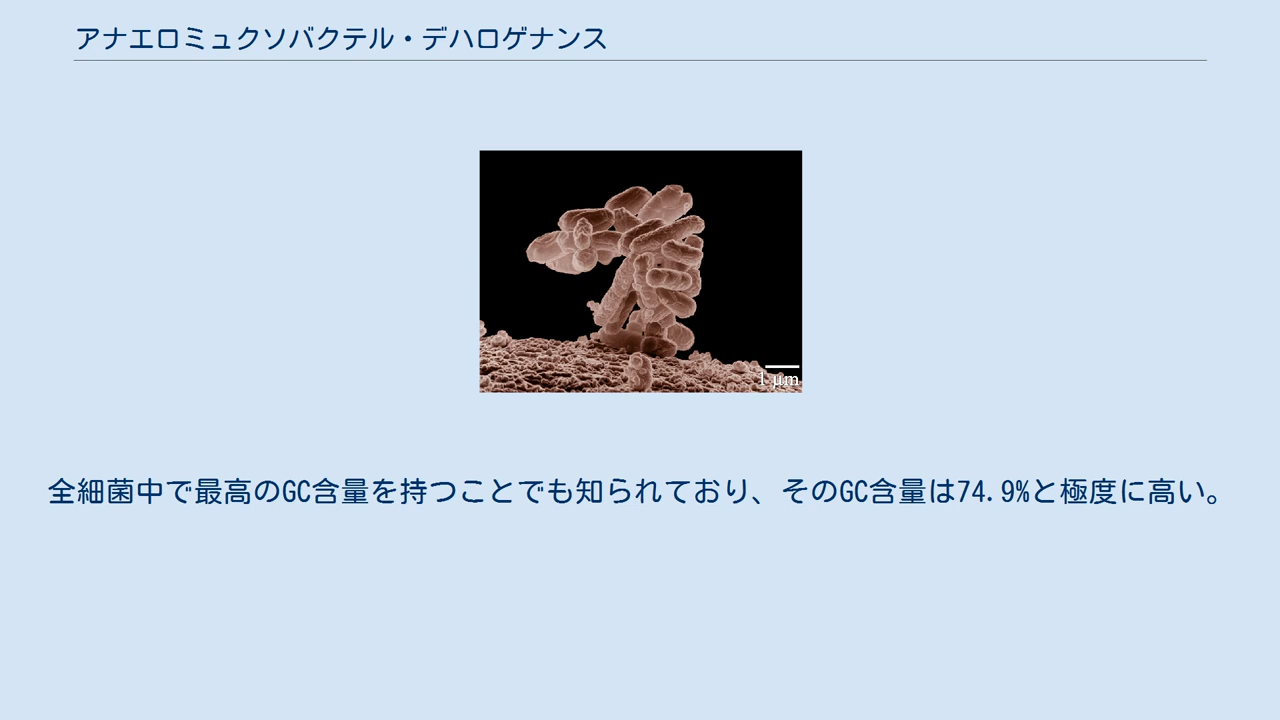 アナエロミュクソバクテル・デハロゲナンス
1 µm
全細菌中で最高のGC含量を持つことでも知られており、そのGC含量は74.9%と極度に高い。